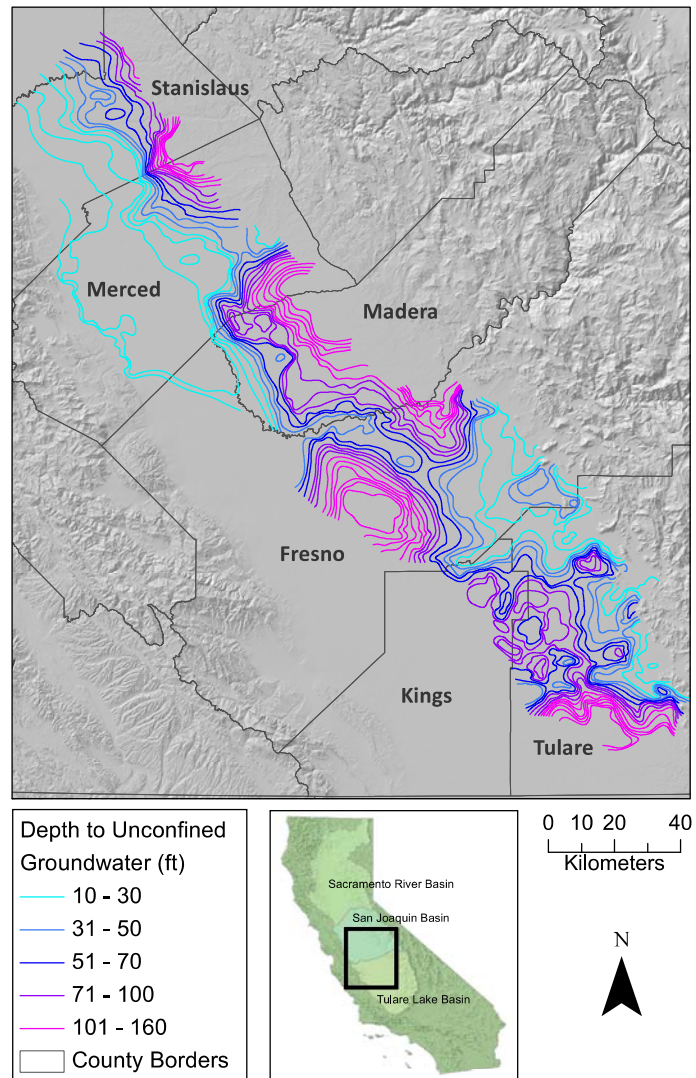 Stanislaus
Merced
Madera
Fresno
Kings
Tulare
Depth to Unconfined
Groundwater (ft)
10 - 30
31 - 50
51 - 70
71 - 100
101 - 160
County Borders
Sacramento River Basin
San Joaquin Basin
Tulare Lake Basin
0 10 20 40
Kilometers
N